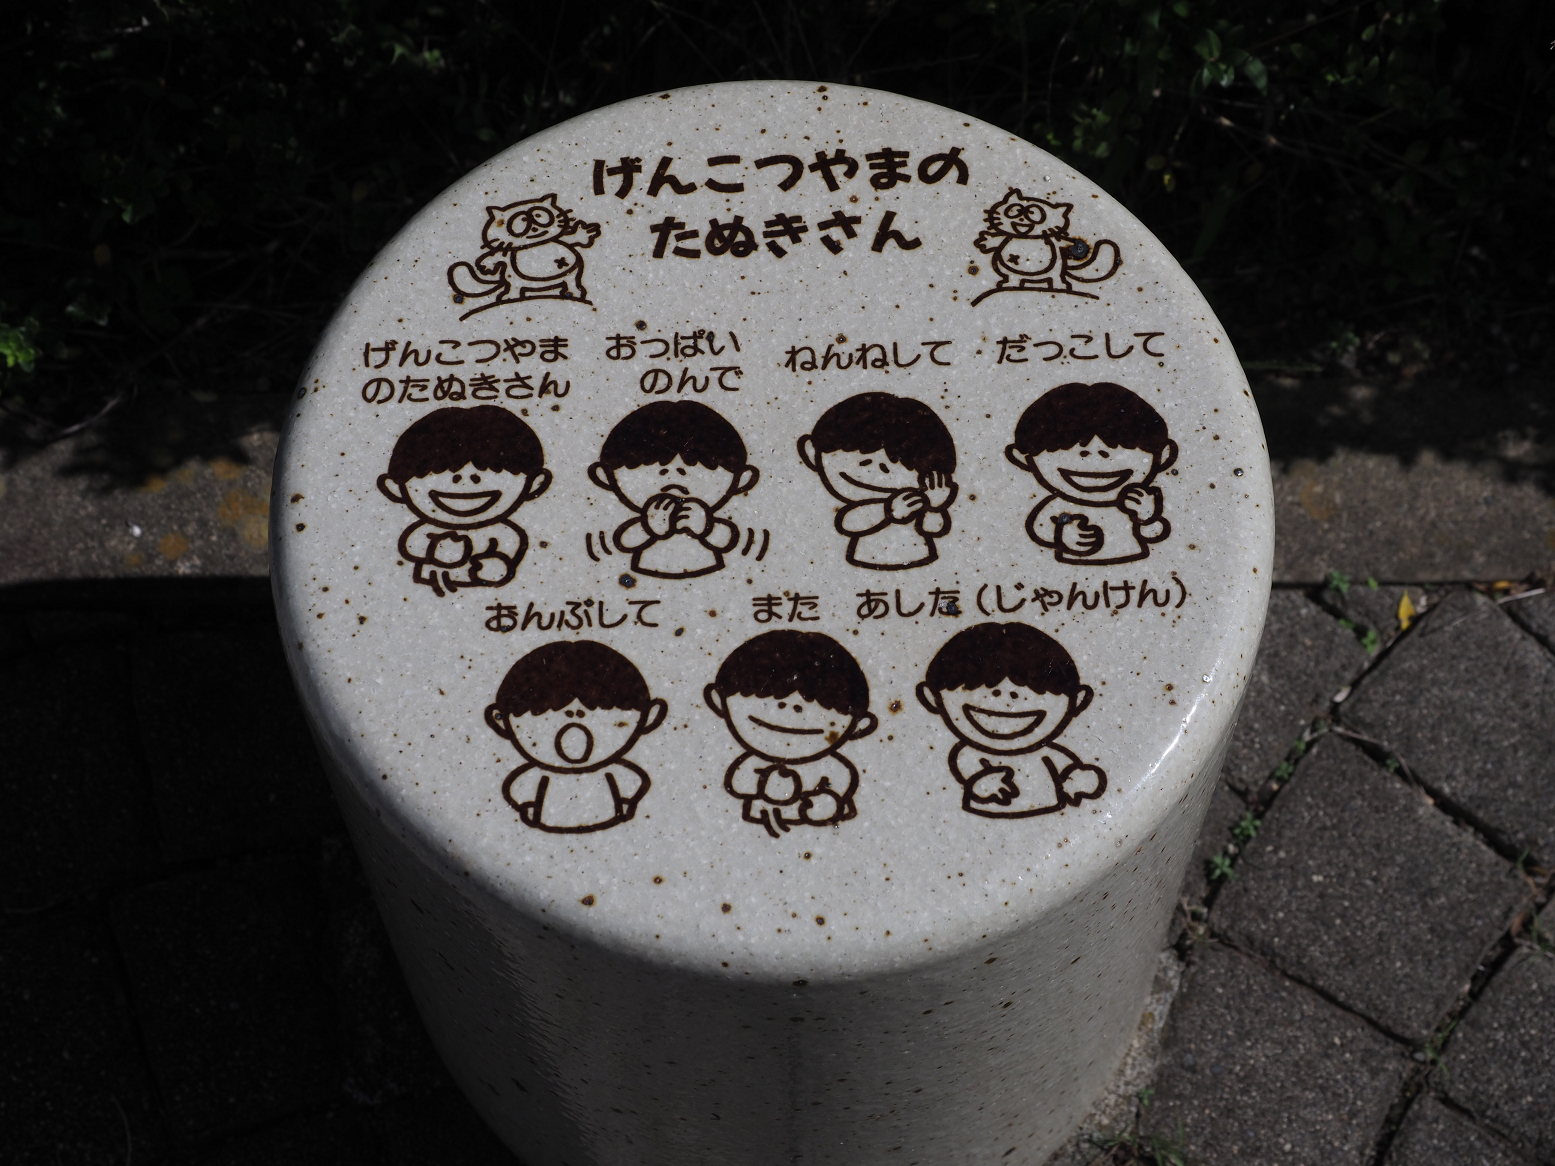 げんこつやまの
たぬきさん
げんこつやま
のたぬきさん
おっぱい
のんで
ねんねして
だっこして
おんぶして
また
あした（じゃんけん）